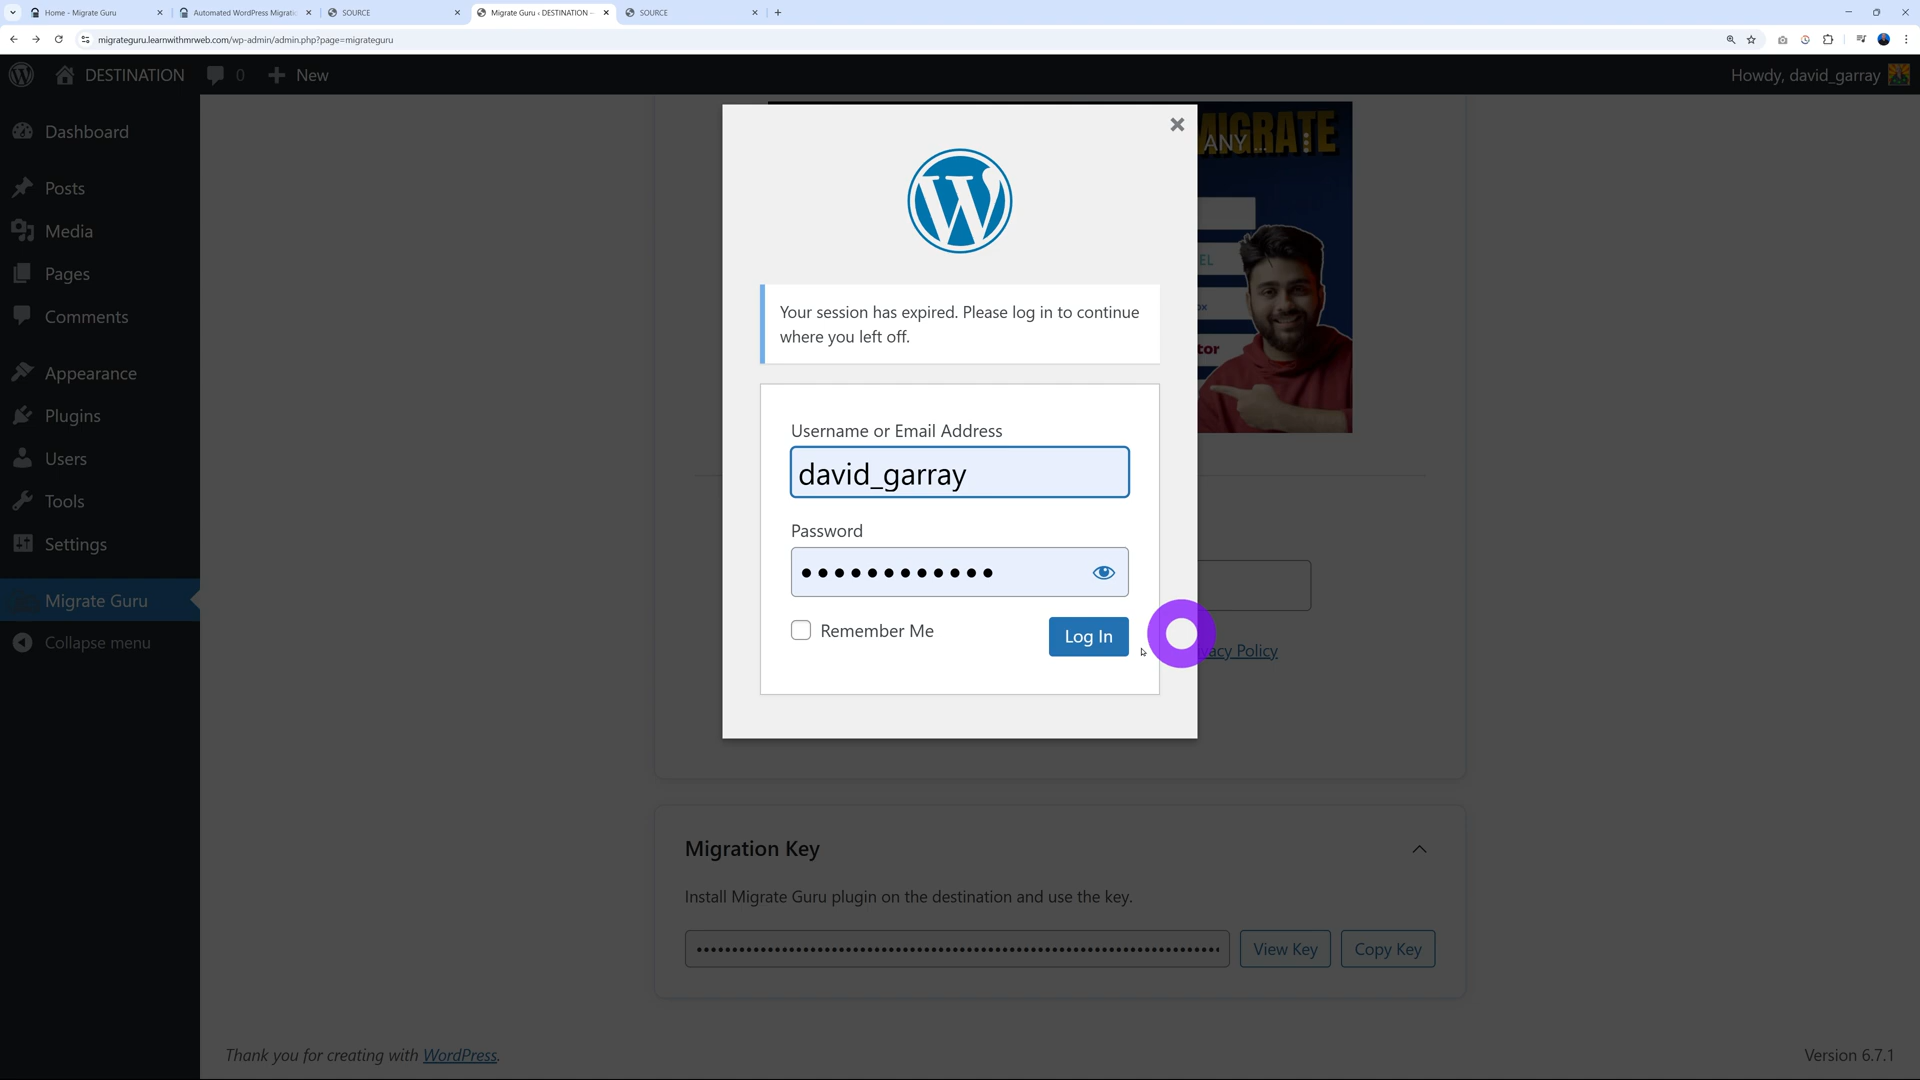 Home - Migrate Guru
Automated WordPress Migratio
SOURCE
Migrate Guru ‹ DESTINATION —
SOURCE
migrateguru.learnwithmrweb.com/wp-admin/admin.php?page=migrateguru
DESTINATION
0
New
Howdy, david_garray
Dashboard
Posts
Media
Pages
Comments
Appearance
Plugins
Users
Tools
Settings
Migrate Guru
Collapse menu
MIGRATE
ANY ...
Your session has expired. Please log in to continue
where you left off.
Username or Email Address
david_garray
Password
Remember Me
Log In
Migration Key
Install Migrate Guru plugin on the destination and use the key.
View Key
Copy Key
Thank you for creating with WordPress.
Version 6.7.1